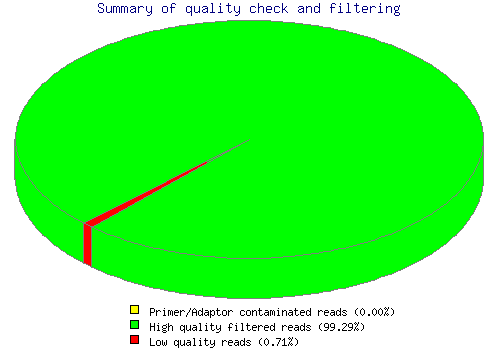 Summary of quality check and filtering
Primer/Adaptor contaminated reads (0.00%)
High quality filtered reads (99.29%)
Low quality reads (0.71%)